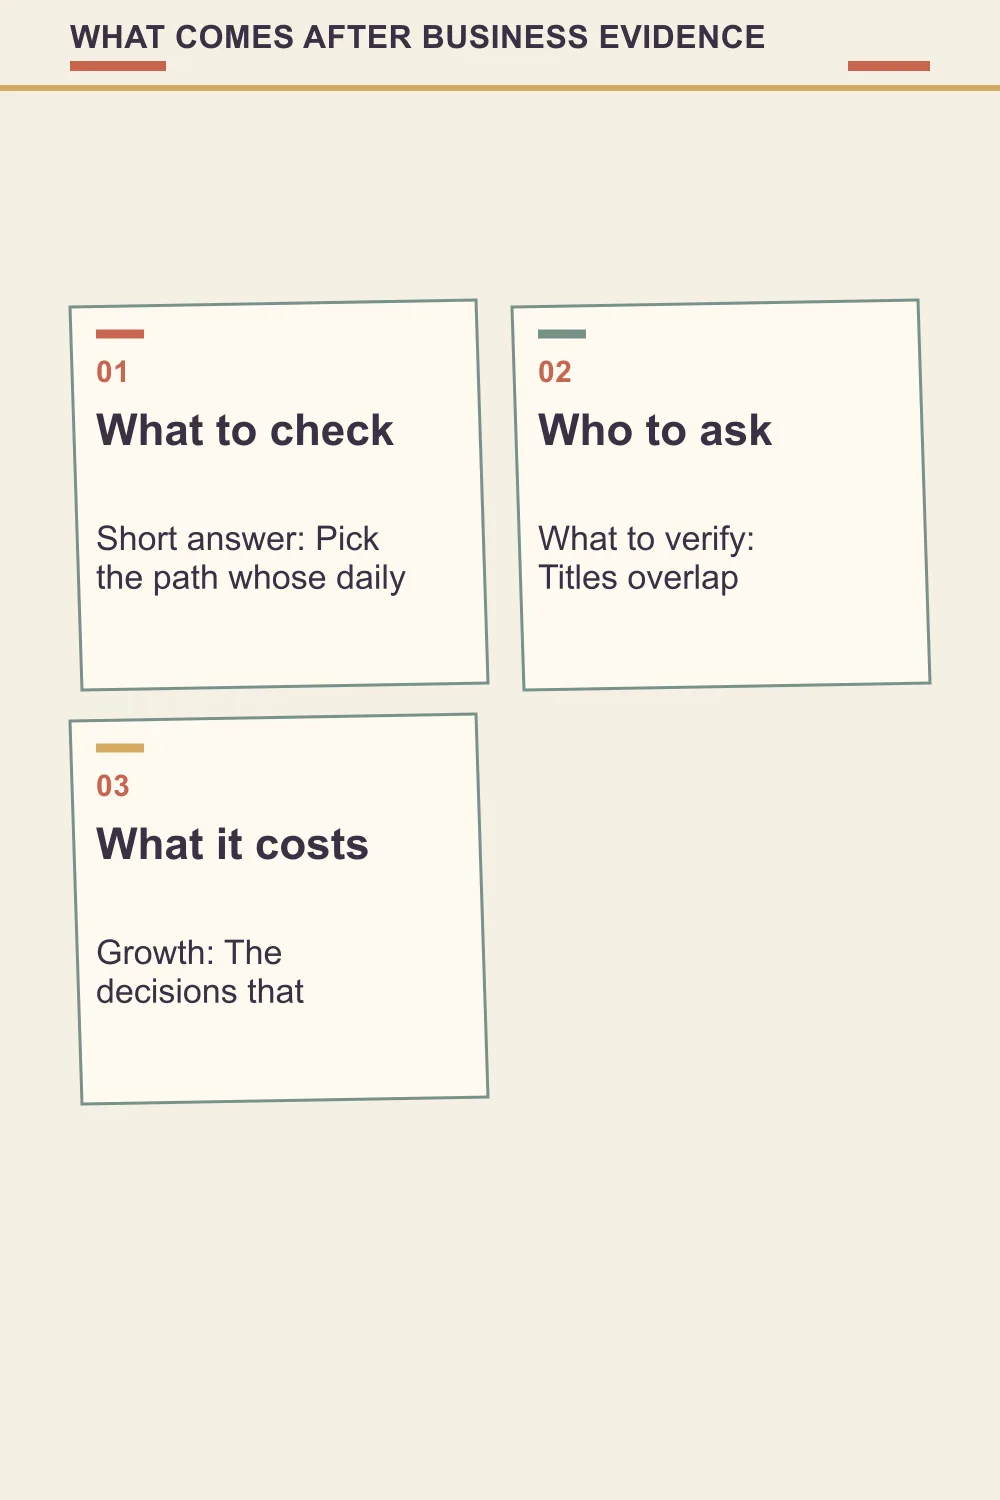 WHAT COMES AFTER BUSINESS EVIDENCE
01
What to check
Short answer: Pick
the path whose daily
02
Who to ask
What to verify:
Titles overlap
03
What it costs
Growth: The
decisions that